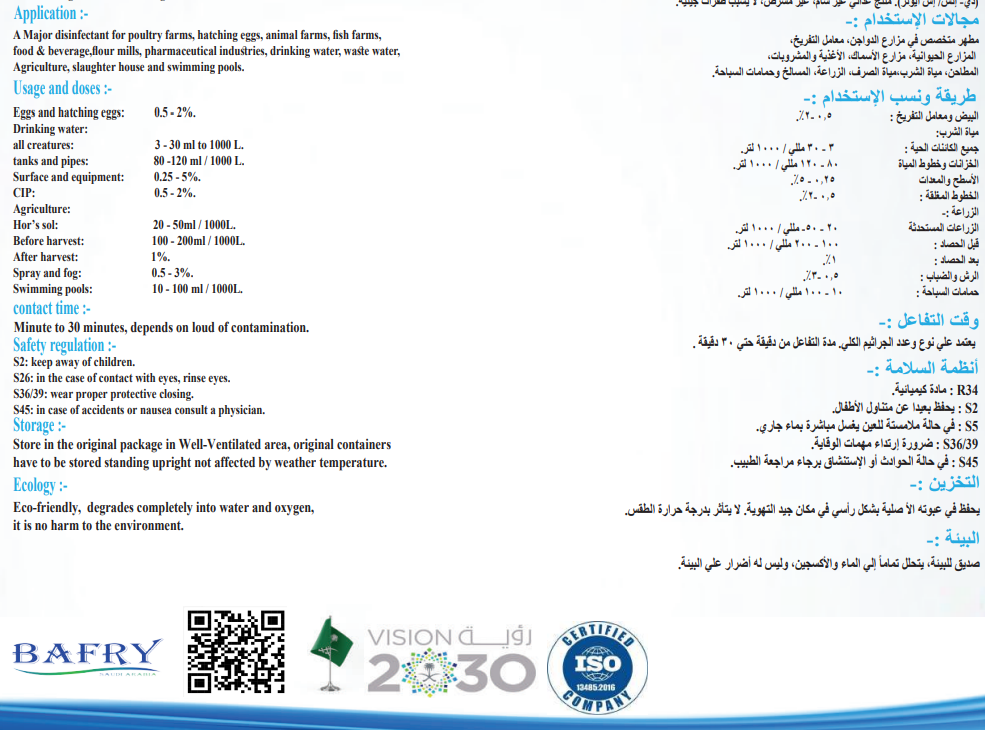 Application :-
A Major disinfectant for poultry farms, hatching eggs, animal farms, fish farms,
food & beverage,flour mills, pharmaceutical industries, drinking water, waste water,
Agriculture, slaughter house and swimming pools.
Usage and doses :-
Eggs and hatching eggs: 0.5 - 2%.
Drinking water:
all creatures: 3 - 30 ml to 1000 L.
tanks and pipes: 80 -120 ml / 1000 L.
Surface and equipment: 0.25 - 5%.
CIP: 0.5 - 2%.
Agriculture:
Hor's sol: 20 - 50ml / 1000L.
Before harvest: 100 - 200ml / 1000L.
After harvest: 1%.
Spray and fog: 0.5 - 3%.
Swimming pools: 10 - 100 ml / 1000L.
contact time :-
Minute to 30 minutes, depends on loud of contamination.
Safety regulation :-
S2: keep away of children.
S26: in the case of contact with eyes, rinse eyes.
S36/39: wear proper protective closing.
S45: in case of accidents or nausea consult a physician.
Storage :-
Store in the original package in Well-Ventilated area, original containers
have to be stored standing upright not affected by weather temperature.
Ecology :-
Eco-friendly, degrades completely into water and oxygen,
it is no harm to the environment.
مجالات الإستخدام :-
مطهر متخصص في مزارع الدواجن، معامل التفريخ،
المزارع الحيوانية، مزارع الأسماك، الأغذية والمشروبات،
المطاحن، مياة الشرب،مياة الصرف، الزراعة، المسالخ وحمامات السباحة.
طريقة ونسب الإستخدام :-
البيض ومعامل التفريخ : ٠,٥ -٢٪.
مياة الشرب:
جميع الكائنات الحية : ٣ - ٣٠ مللي / ١٠٠٠ لتر.
الخزانات وخطوط المياة ٨٠ - ١٢٠ مللي / ١٠٠٠ لتر.
الأسطح والمعدات ٠,٢٥ - ٥٪.
الخطوط المغلقة : ٠,٥ -٢٪.
الزراعة :-
الزراعات المستحدثة ٢٠ - ٥٠- مللي / ١٠٠٠ لتر.
قبل الحصاد : ١٠٠ - ٢٠٠ مللي / ١٠٠٠ لتر.
بعد الحصاد : ١٪.
الرش والضباب : ٠,٥ -٣٪.
حمامات السباحة : ١٠ - ١٠٠ مللي / ١٠٠٠ لتر.
وقت التفاعل :-
يعتمد علي نوع وعدد الجراثيم الكلي. مدة التفاعل من دقيقة حتي ٣٠ دقيقة .
أنظمة السلامة :-
R34 : مادة كيميائية.
S2 : يحفظ بعيدا عن متناول الأطفال.
S5 : في حالة ملامستة للعين يغسل مباشرة بماء جاري.
S36/39 : ضرورة إرتداء مهمات الوقاية.
S45 : في حالة الحوادث أو الإستنشاق برجاء مراجعة الطبيب.
التخزين :-
يحفظ في عبوته الأ صلية بشكل رأسي في مكان جيد التهوية. لا يتأثر بدرجة حرارة الطقس.
البيئة :-
صديق للبيئة، يتحلل تماماً إلي الماء والأكسجين، وليس له أضرار علي البيئة.
BAFRY
SAUDI ARABIA
VISION رؤيـة
2030
CERTIFIED
ISO
13485:2016
COMPANY